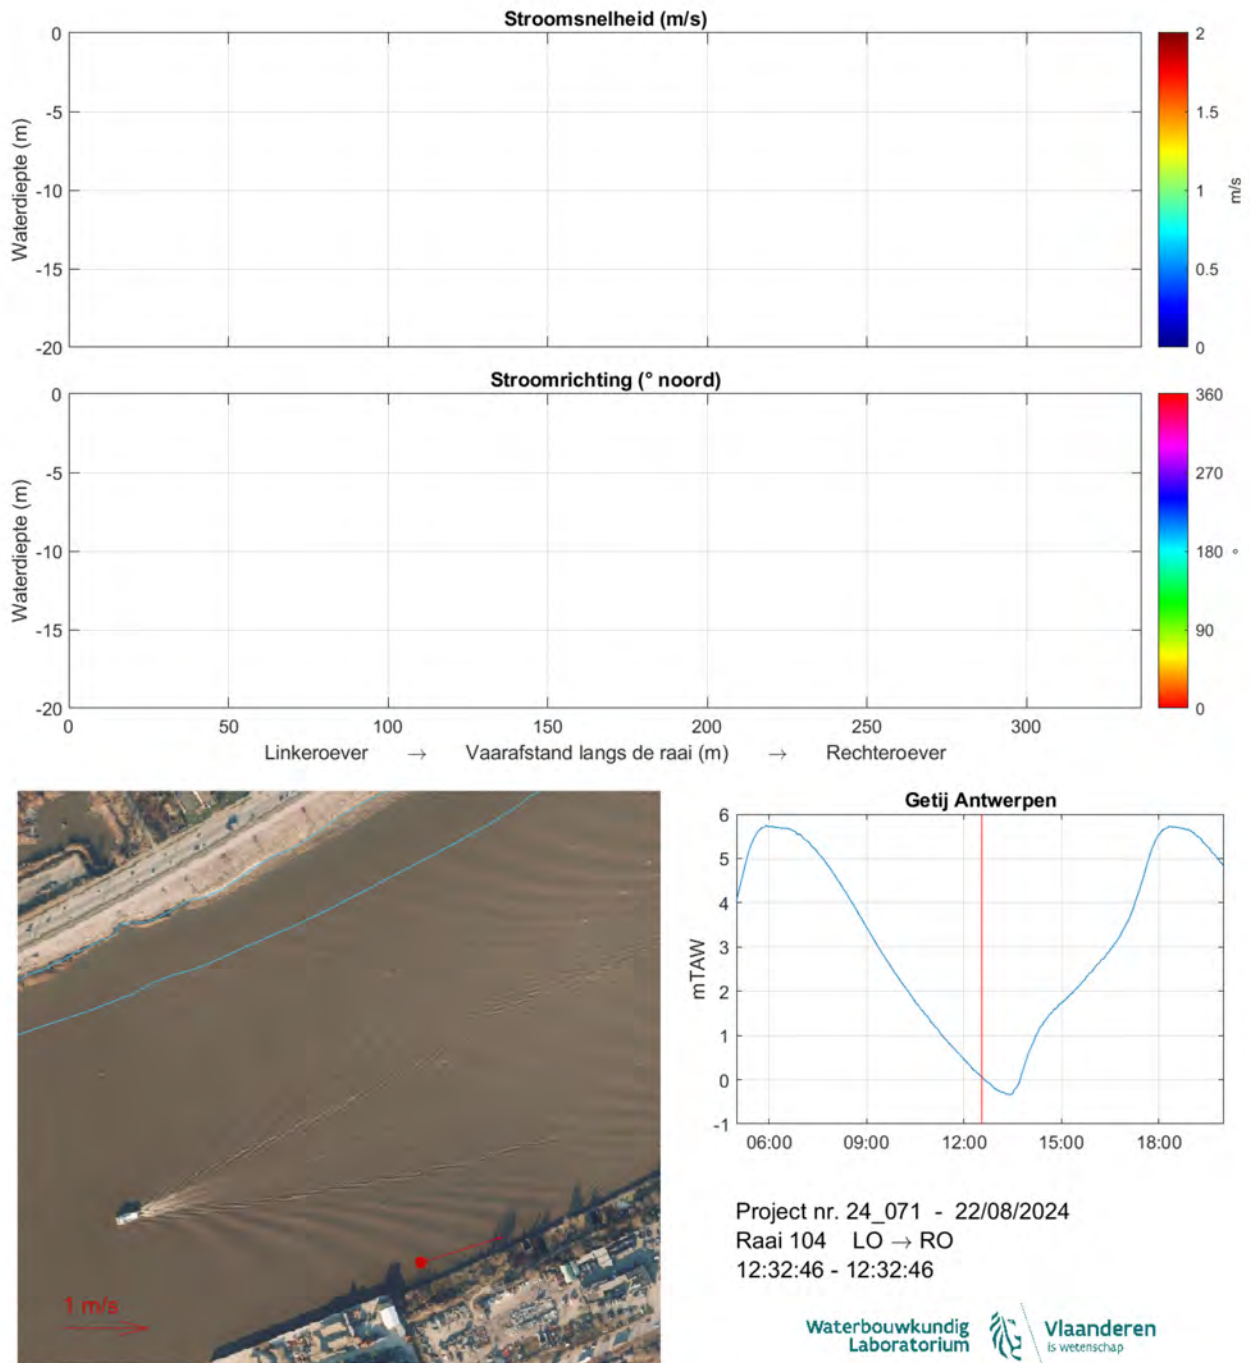 Stroomsnelheid (m/s)
0
-5
-10
-15
-20
Waterdiepte (m)
2
1.5
1
0.5
0
m/s
Stroomrichting (° noord)
0
-5
-10
-15
-20
Waterdiepte (m)
0 50 100 150 200 250 300
Linkeroever → Vaarafstand langs de raai (m) → Rechteroever
360
270
180
90
0
°
1 m/s
Getij Antwerpen
6
5
4
3
2
1
0
-1
mTAW
06:00 09:00 12:00 15:00 18:00
Project nr. 24_071 - 22/08/2024
Raai 104 LO → RO
12:32:46 - 12:32:46
Waterbouwkundig
Laboratorium
Vlaanderen
is wetenschap